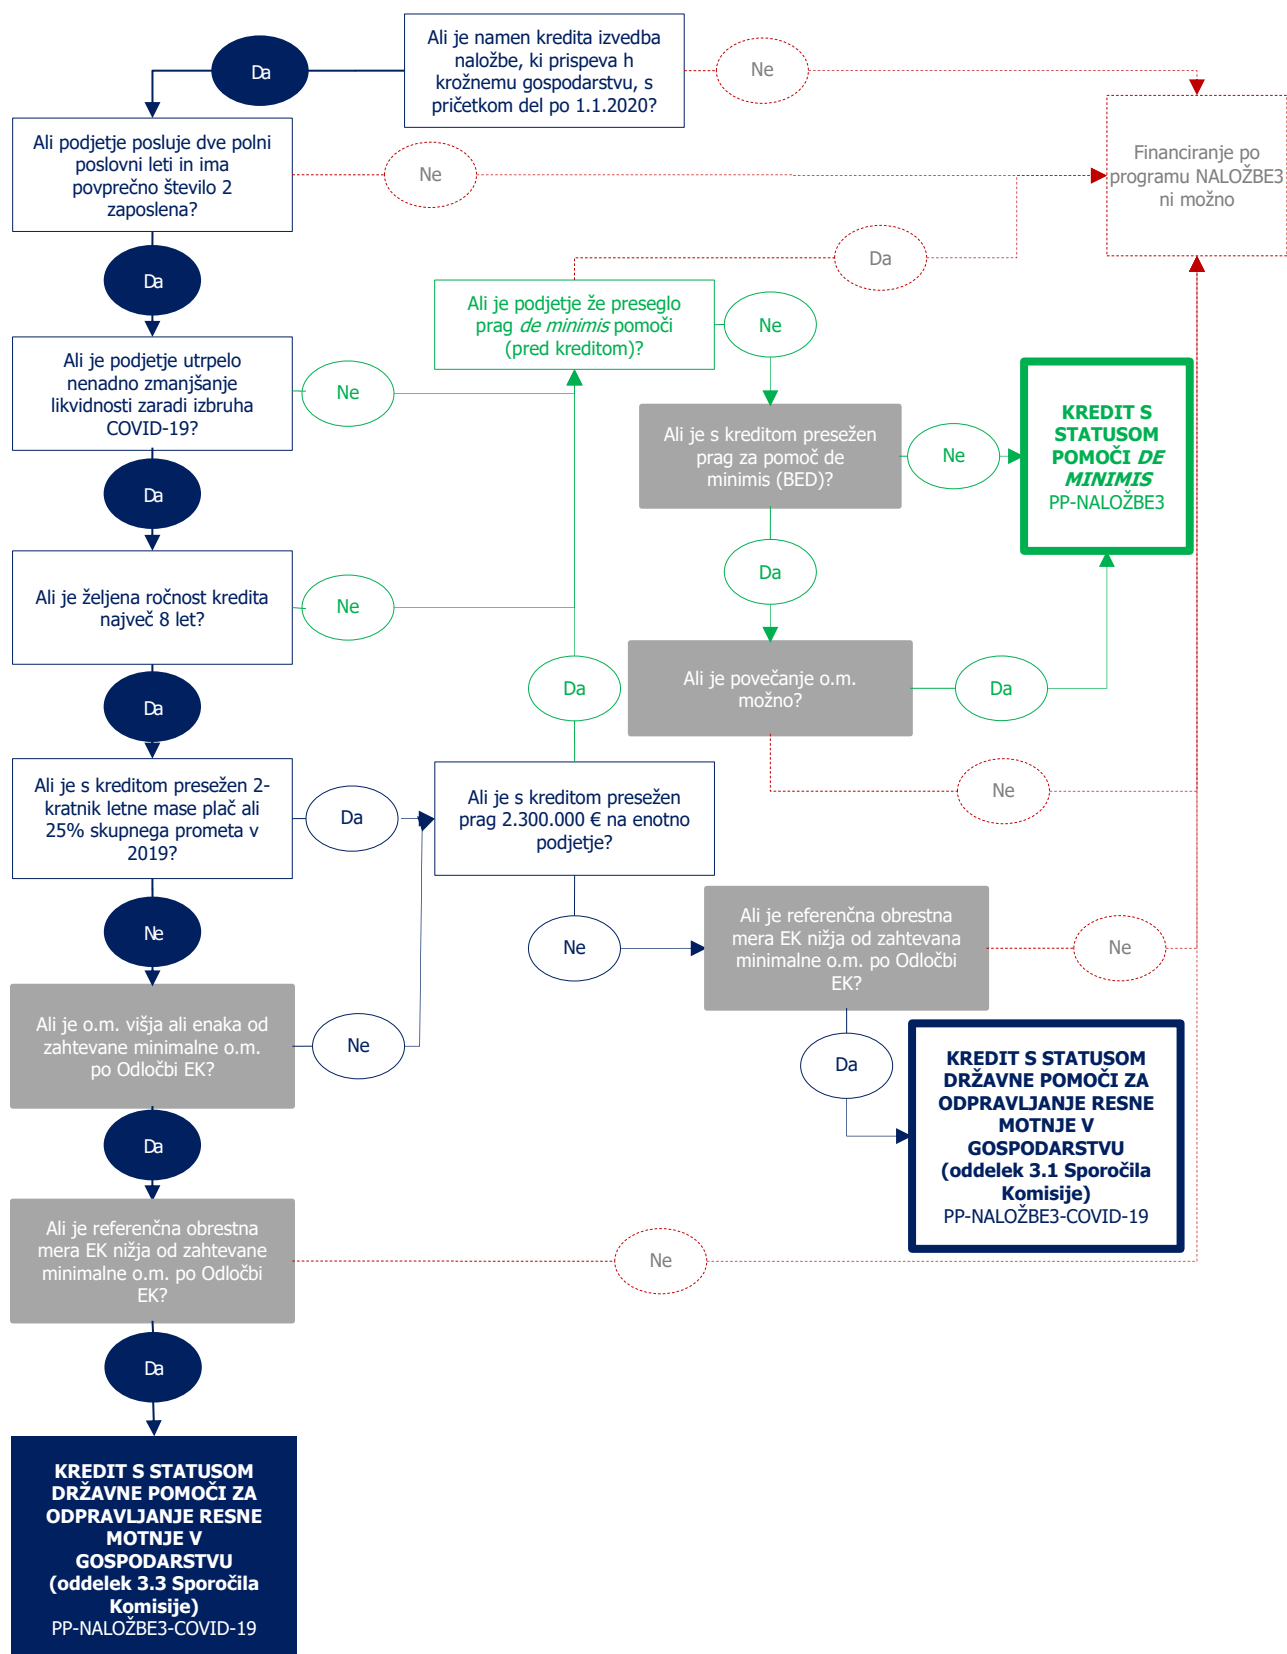 Ali je namen kredita izvedba
naložbe, ki prispeva h
krožnemu gospodarstvu, s
pričetkom del po 1.1.2020?
Da
Ne
Ali podjetje posluje dve polni
poslovni leti in ima
povprečno število 2
zaposlena?
Ne
Financiranje po
programu NALOŽBE3
ni možno
Da
Da
Ali je podjetje že preseglo
prag de minimis pomoči
(pred kreditom)?
Ne
Ali je podjetje utrpelo
nenadno zmanjšanje
likvidnosti zaradi izbruha
COVID-19?
Ne
Ali je s kreditom presežen
prag za pomoč de
minimis (BED)?
Ne
KREDIT S
STATUSOM
POMOČI DE
MINIMIS
PP-NALOŽBE3
Da
Da
Ali je željena ročnost kredita
največ 8 let?
Ne
Ali je povečanje o.m.
možno?
Da
Da
Da
Ne
Ali je s kreditom presežen 2-
kratnik letne mase plač ali
25% skupnega prometa v
2019?
Da
Ali je s kreditom presežen
prag 2.300.000 € na enotno
podjetje?
Ne
Ne
Ali je referenčna obrestna
mera EK nižja od zahtevana
minimalne o.m. po Odločbi
EK?
Ne
Ali je o.m. višja ali enaka od
zahtevane minimalne o.m.
po Odločbi EK?
Ne
Da
KREDIT S STATUSOM
DRŽAVNE POMOČI ZA
ODPRAVLJANJE RESNE
MOTNJE V
GOSPODARSTVU
(oddelek 3.1 Sporočila
Komisije)
PP-NALOŽBE3-COVID-19
Da
Ali je referenčna obrestna
mera EK nižja od zahtevane
minimalne o.m. po Odločbi
EK?
Ne
Da
KREDIT S STATUSOM
DRŽAVNE POMOČI ZA
ODPRAVLJANJE RESNE
MOTNJE V
GOSPODARSTVU
(oddelek 3.3 Sporočila
Komisije)
PP-NALOŽBE3-COVID-19